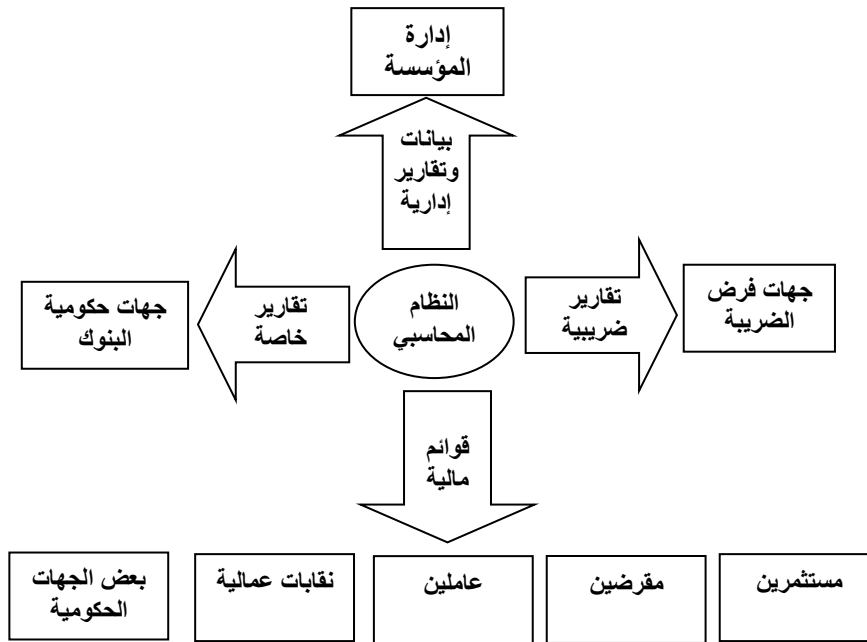 إدارة
المؤسسة
بيانات
وتقارير
إدارية
جهات فرض
الضريبة
تقارير
ضريبية
النظام
المحاسبي
تقارير
خاصة
جهات حكومية
البنوك
قوائم
مالية
مستثمرين
مقرضين
عاملين
نقابات عمالية
بعض الجهات
الحكومية